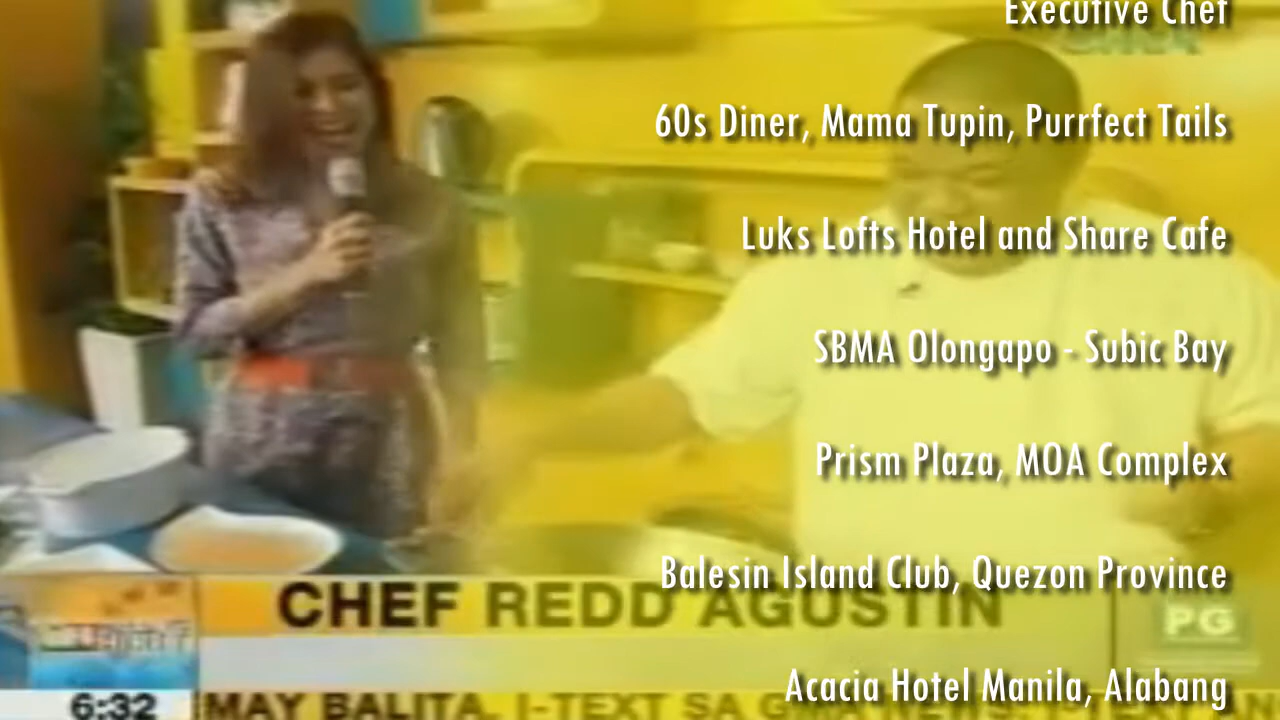 Executive Chef
60s Diner, Mama Tupin, Purrfect Tails
Luks Lofts Hotel and Share Cafe
SBMA Olongapo - Subic Bay
Prism Plaza, MOA Complex
Balesin Island Club, Quezon Province
CHEF REDD AGUSTIN
PG
Acacia Hotel Manila, Alabang
6:32
MAY BALITA, I-TEXT SA